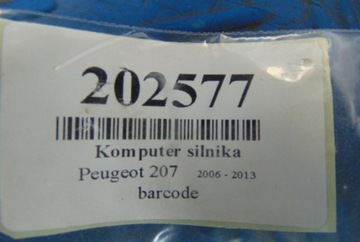 202577
Komputer silnika
Peugeot 207 2006 - 2013
barcode